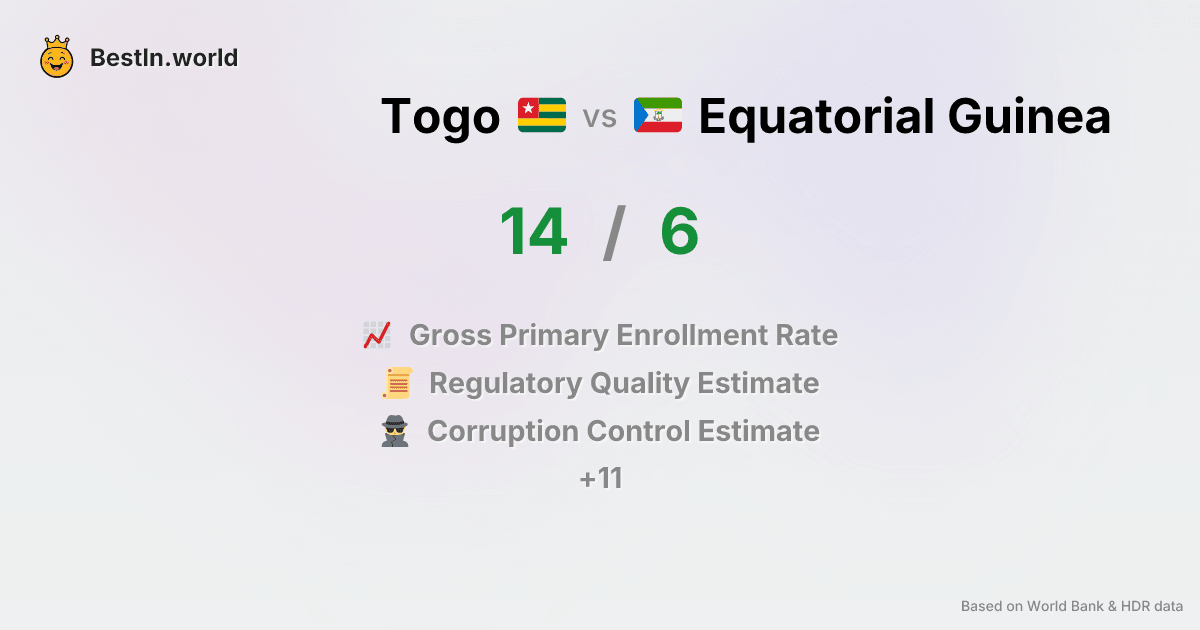 BestIn.world
Togo vs Equatorial Guinea
14 / 6
Gross Primary Enrollment Rate
Regulatory Quality Estimate
Corruption Control Estimate
+11
Based on World Bank & HDR data